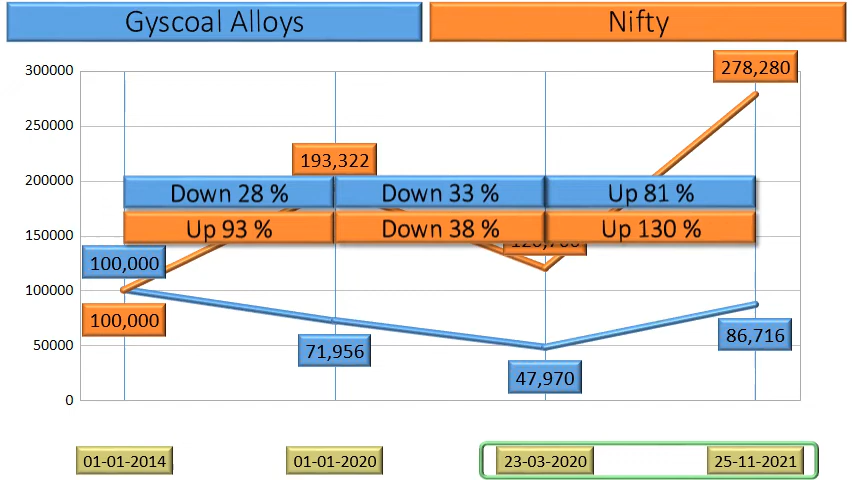 Gyscoal Alloys
Nifty
300000
278,280
250000
193,322
200000
Down 28 %
Down 33 %
Up 81 %
Up 93 %
Down 38 %
Up 130 %
150000
100,000
100000
100,000
86,716
71,956
50000
47,970
0
01-01-2014
01-01-2020
23-03-2020
25-11-2021